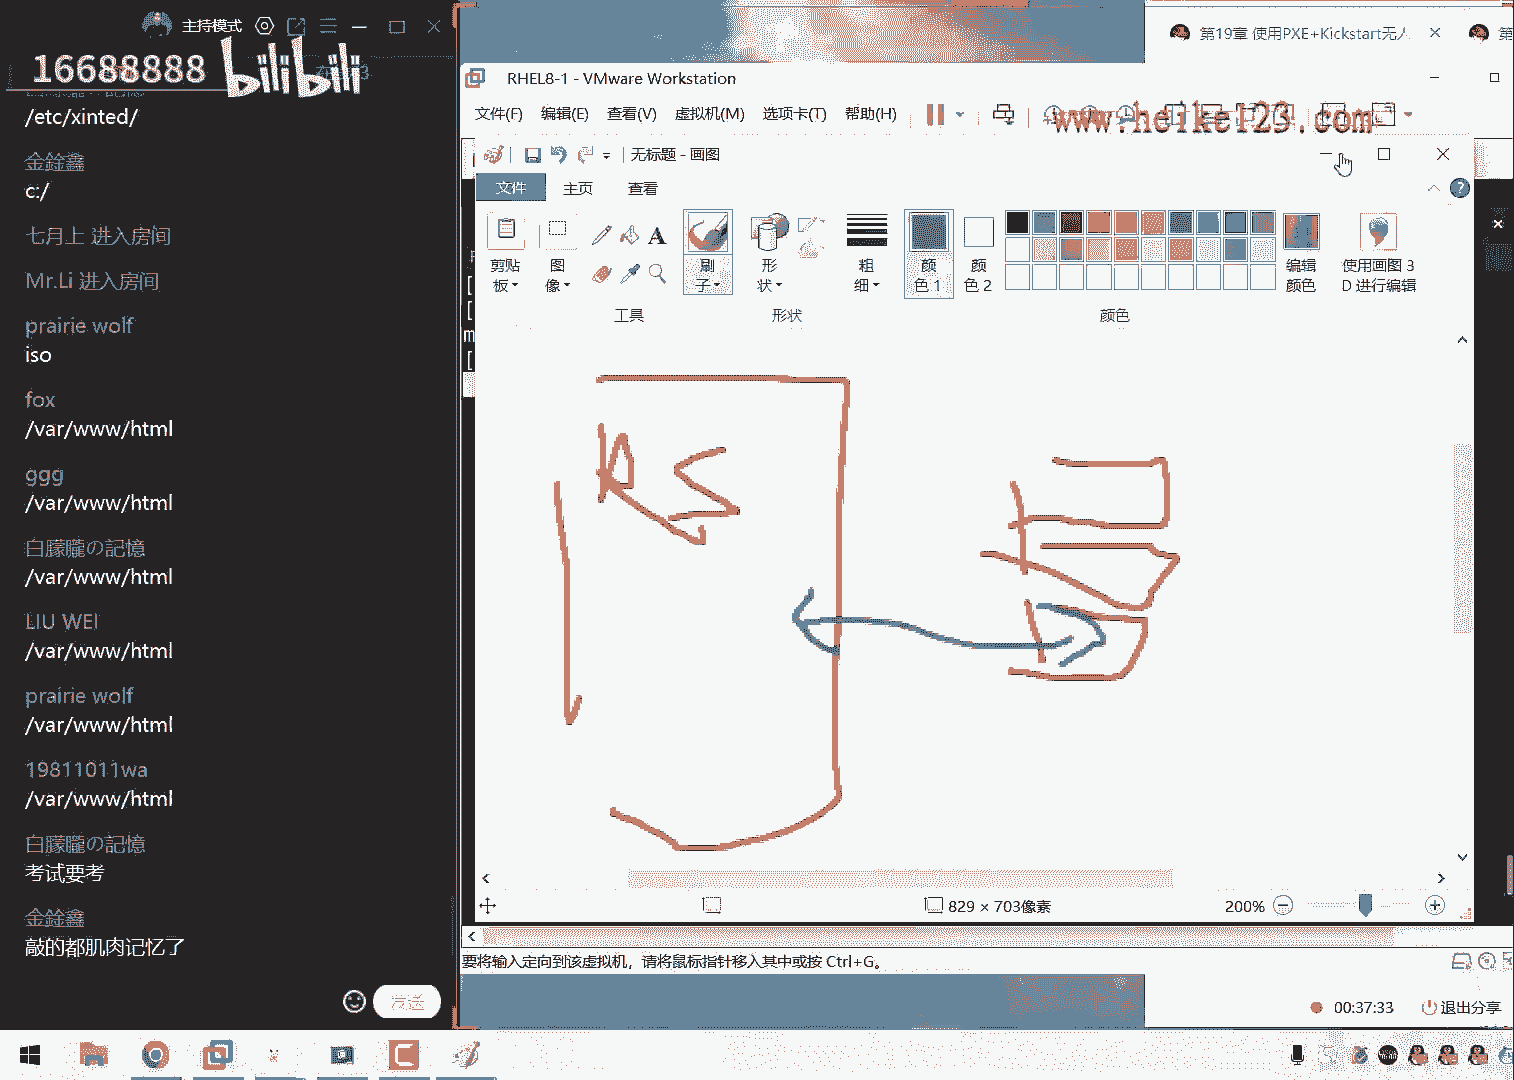 主持模式
16688888
bilibili
/etc/xinted/
金銓鑫
c:/
七月上 进入房间
Mr.Li 进入房间
prairie wolf
iso
fox
/var/www/html
ggg
/var/www/html
白朦朧の記憶
/var/www/html
LIU WEI
/var/www/html
prairie wolf
/var/www/html
19811011wa
/var/www/html
白朦朧の記憶
考试要考
金銓鑫
敲的都肌肉记忆了
发送
第19章 使用PXE+Kickstart无人
第
RHEL8-1 - VMware Workstation
文件(F) 编辑(E) 查看(V) 虚拟机(M) 选项卡(T) 帮助(H)
www.heike123.com
无标题 - 画图
文件 主页 查看
剪贴板
图像
工具
刷子
形状
形状
粗细
颜色 1
颜色 2
颜色
编辑颜色
使用画图 3D 进行编辑
KS
829 × 703像素
200%
要将输入定向到该虚拟机，请将鼠标指针移入其中或按 Ctrl+G。
00:37:33
退出分享